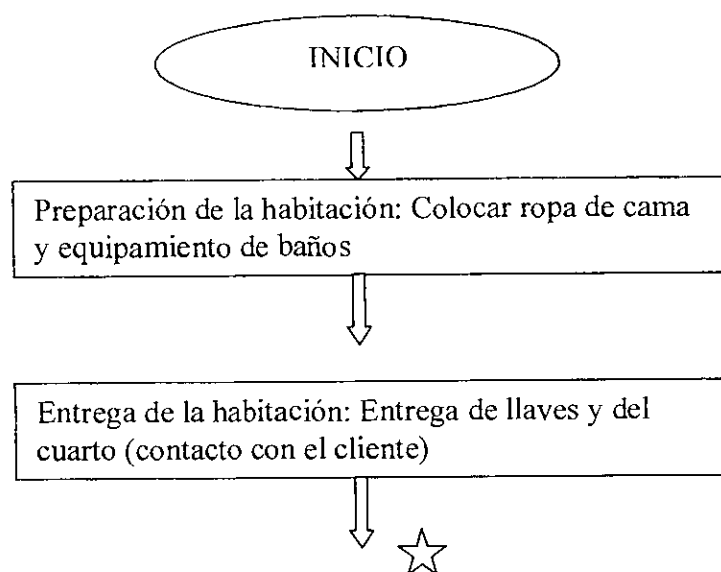 INICIO
Preparación de la habitación: Colocar ropa de cama
y equipamiento de baños
Entrega de la habitación: Entrega de llaves y del
cuarto (contacto con el cliente)